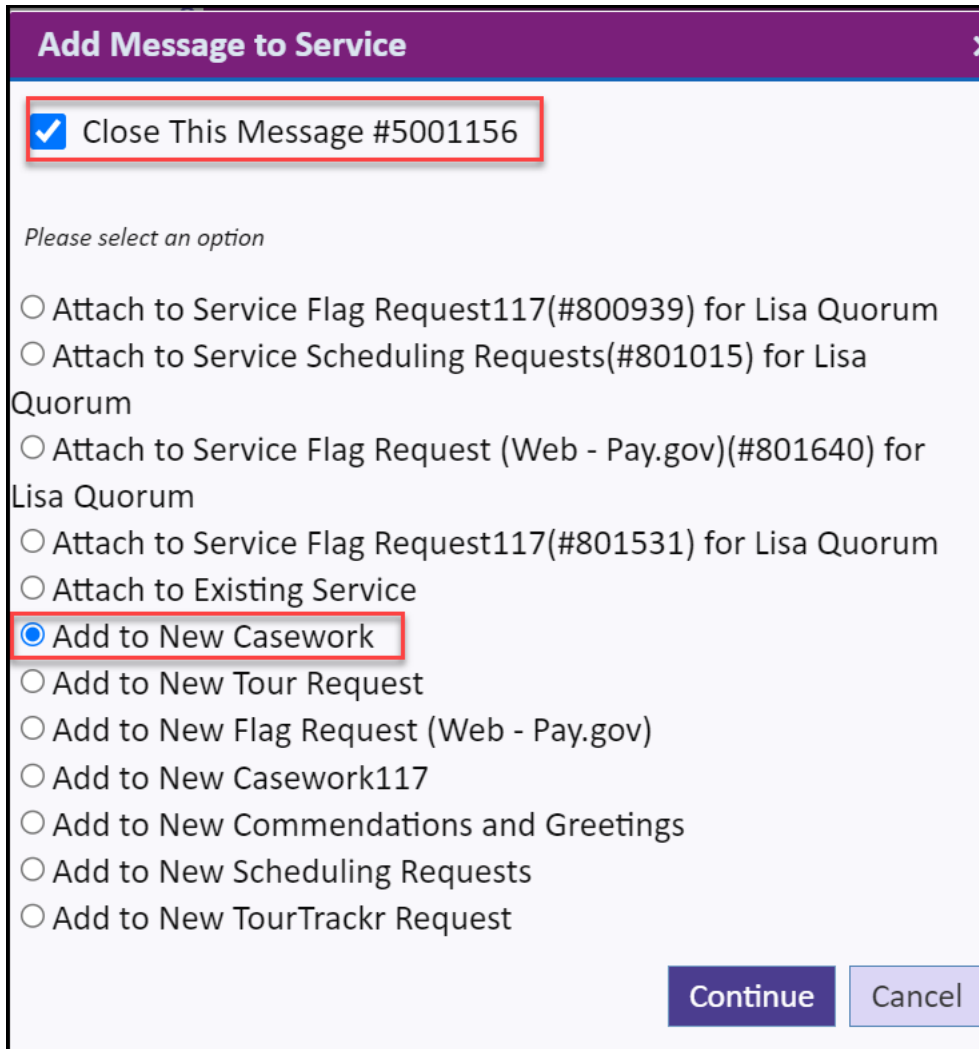 Add Message to Service
Close This Message #5001156
Please select an option
Attach to Service Flag Request117(#800939) for Lisa Quorum
Attach to Service Scheduling Requests(#801015) for Lisa
Quorum
Attach to Service Flag Request (Web - Pay.gov)(#801640) for
Lisa Quorum
Attach to Service Flag Request117(#801531) for Lisa Quorum
Attach to Existing Service
Add to New Casework
Add to New Tour Request
Add to New Flag Request (Web - Pay.gov)
Add to New Casework117
Add to New Commendations and Greetings
Add to New Scheduling Requests
Add to New TourTrackr Request
Continue Cancel